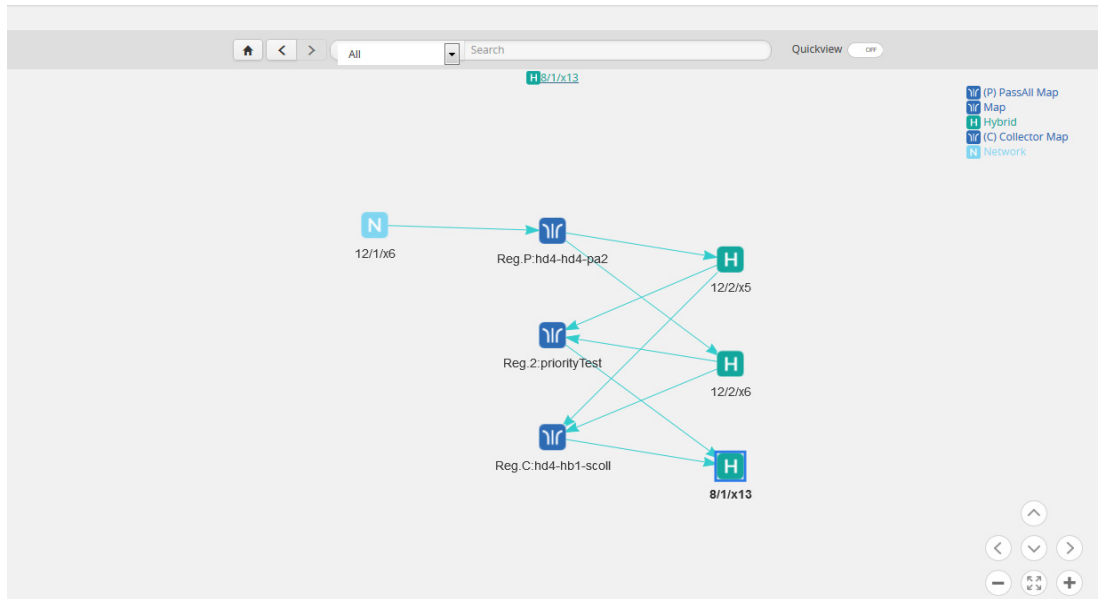 All
Search
Quickview OFF
H 8/1/x13
(P) PassAll Map
Map
H Hybrid
(C) Collector Map
N Network
N
12/1/x6
Reg.P:hd4-hd4-pa2
H
12/2/x5
Reg.2:priorityTest
H
12/2/x6
Reg.C:hd4-hb1-scoll
H
8/1/x13